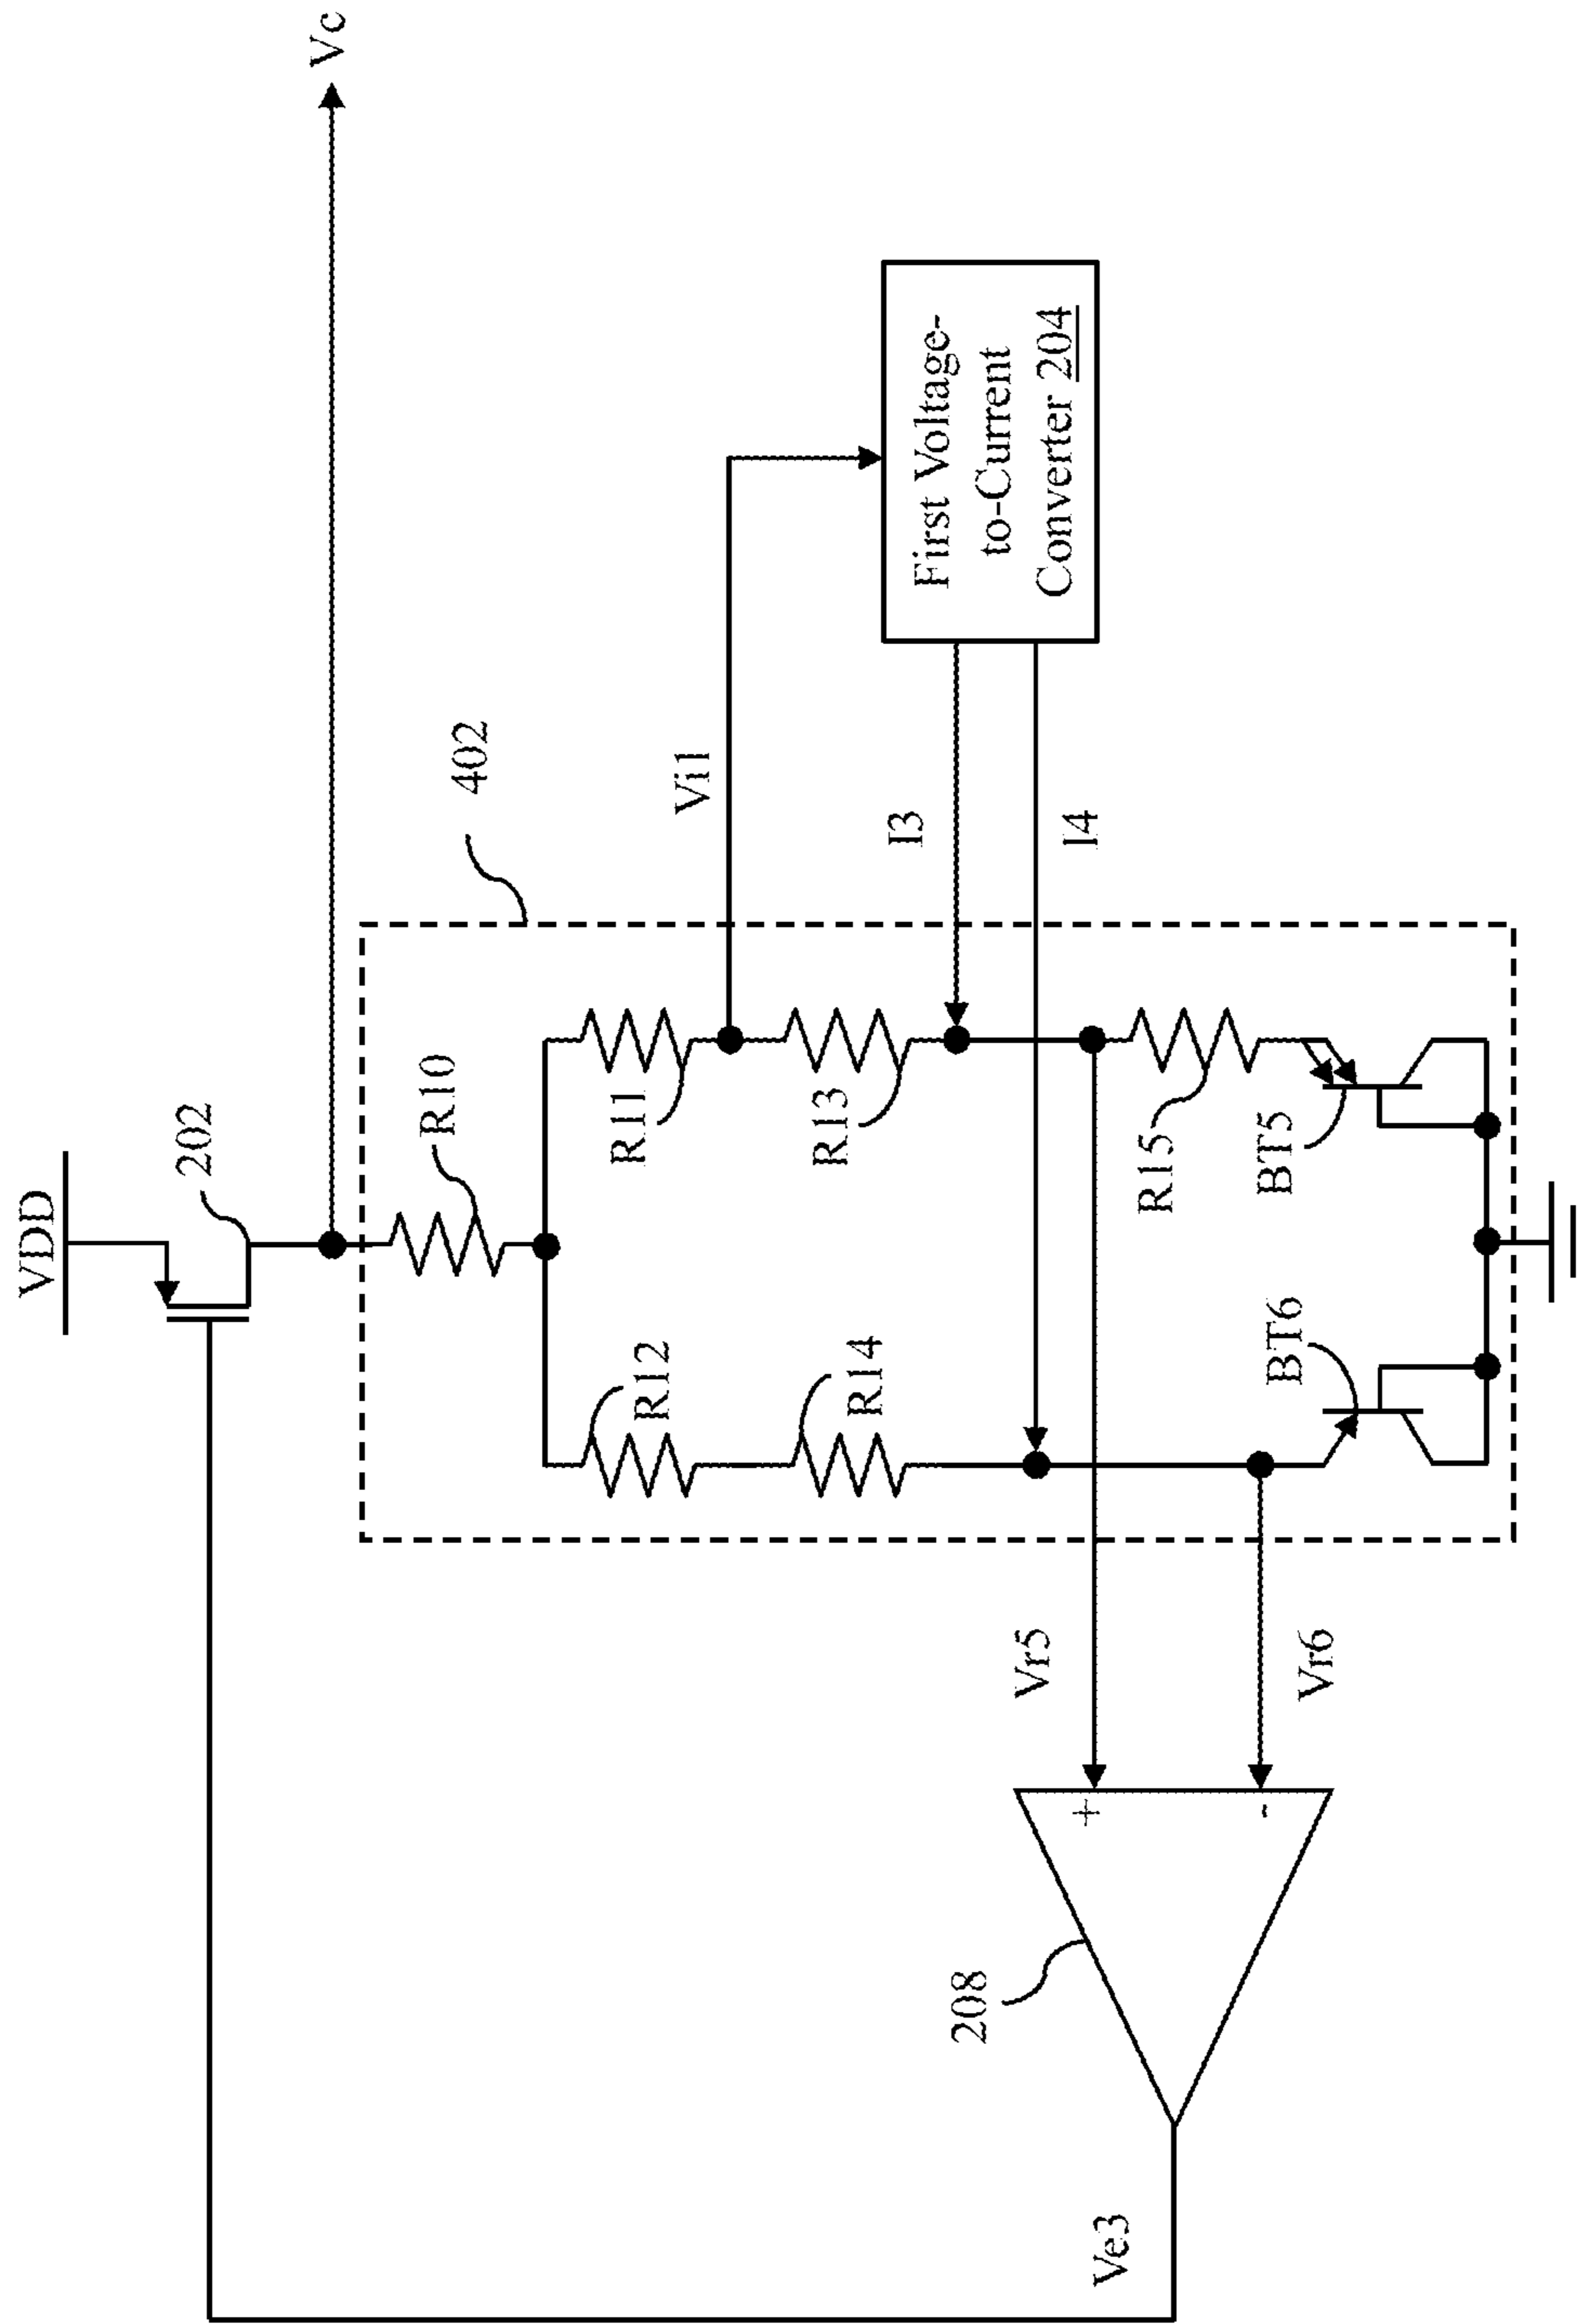 VDD
202
Vc
R10
402
R12
R11
Vi1
R14
R13
First Voltage-
to-Current
Converter 204
I3
I4
208
Vr5
+
-
Vr6
R15
BT6
BT5
Ve3